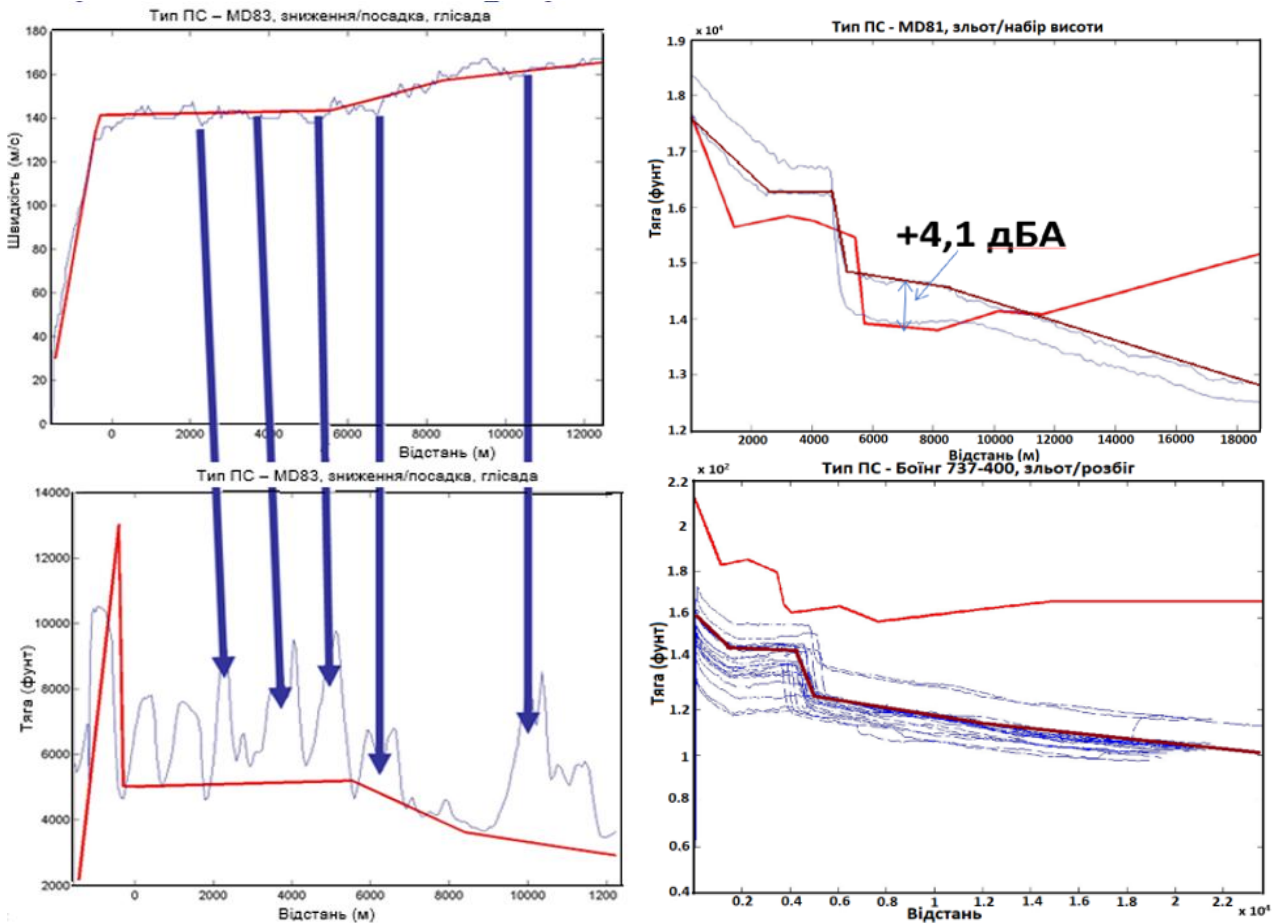 Тип ПС – MD83, зниження/посадка, глісада
Швидкість (м/с)
180
160
140
120
100
80
60
40
20
0
0 2000 4000 6000 8000 10000 12000
Відстань (м)
x 10⁴
Тип ПС - MD81, зльот/набір висоти
Тяга (фунт)
1.9
1.8
1.7
1.6
1.5
1.4
1.3
1.2
+4,1 дБА
2000 4000 6000 8000 10000 12000 14000 16000 18000
Відстань (м)
Тип ПС – MD83, зниження/посадка, глісада
Тяга (фунт)
14000
12000
10000
8000
6000
4000
2000
0 2000 4000 6000 8000 10000 1200
Відстань (м)
x 10²
Тип ПС - Боїнг 737-400, зльот/розбіг
Тяга (фунт)
2.2
2
1.8
1.6
1.4
1.2
1
0.8
0.6
0.4
0.2 0.4 0.6 0.8 1 1.2 1.4 1.6 1.8 2 2.2
x 10⁴
Відстань